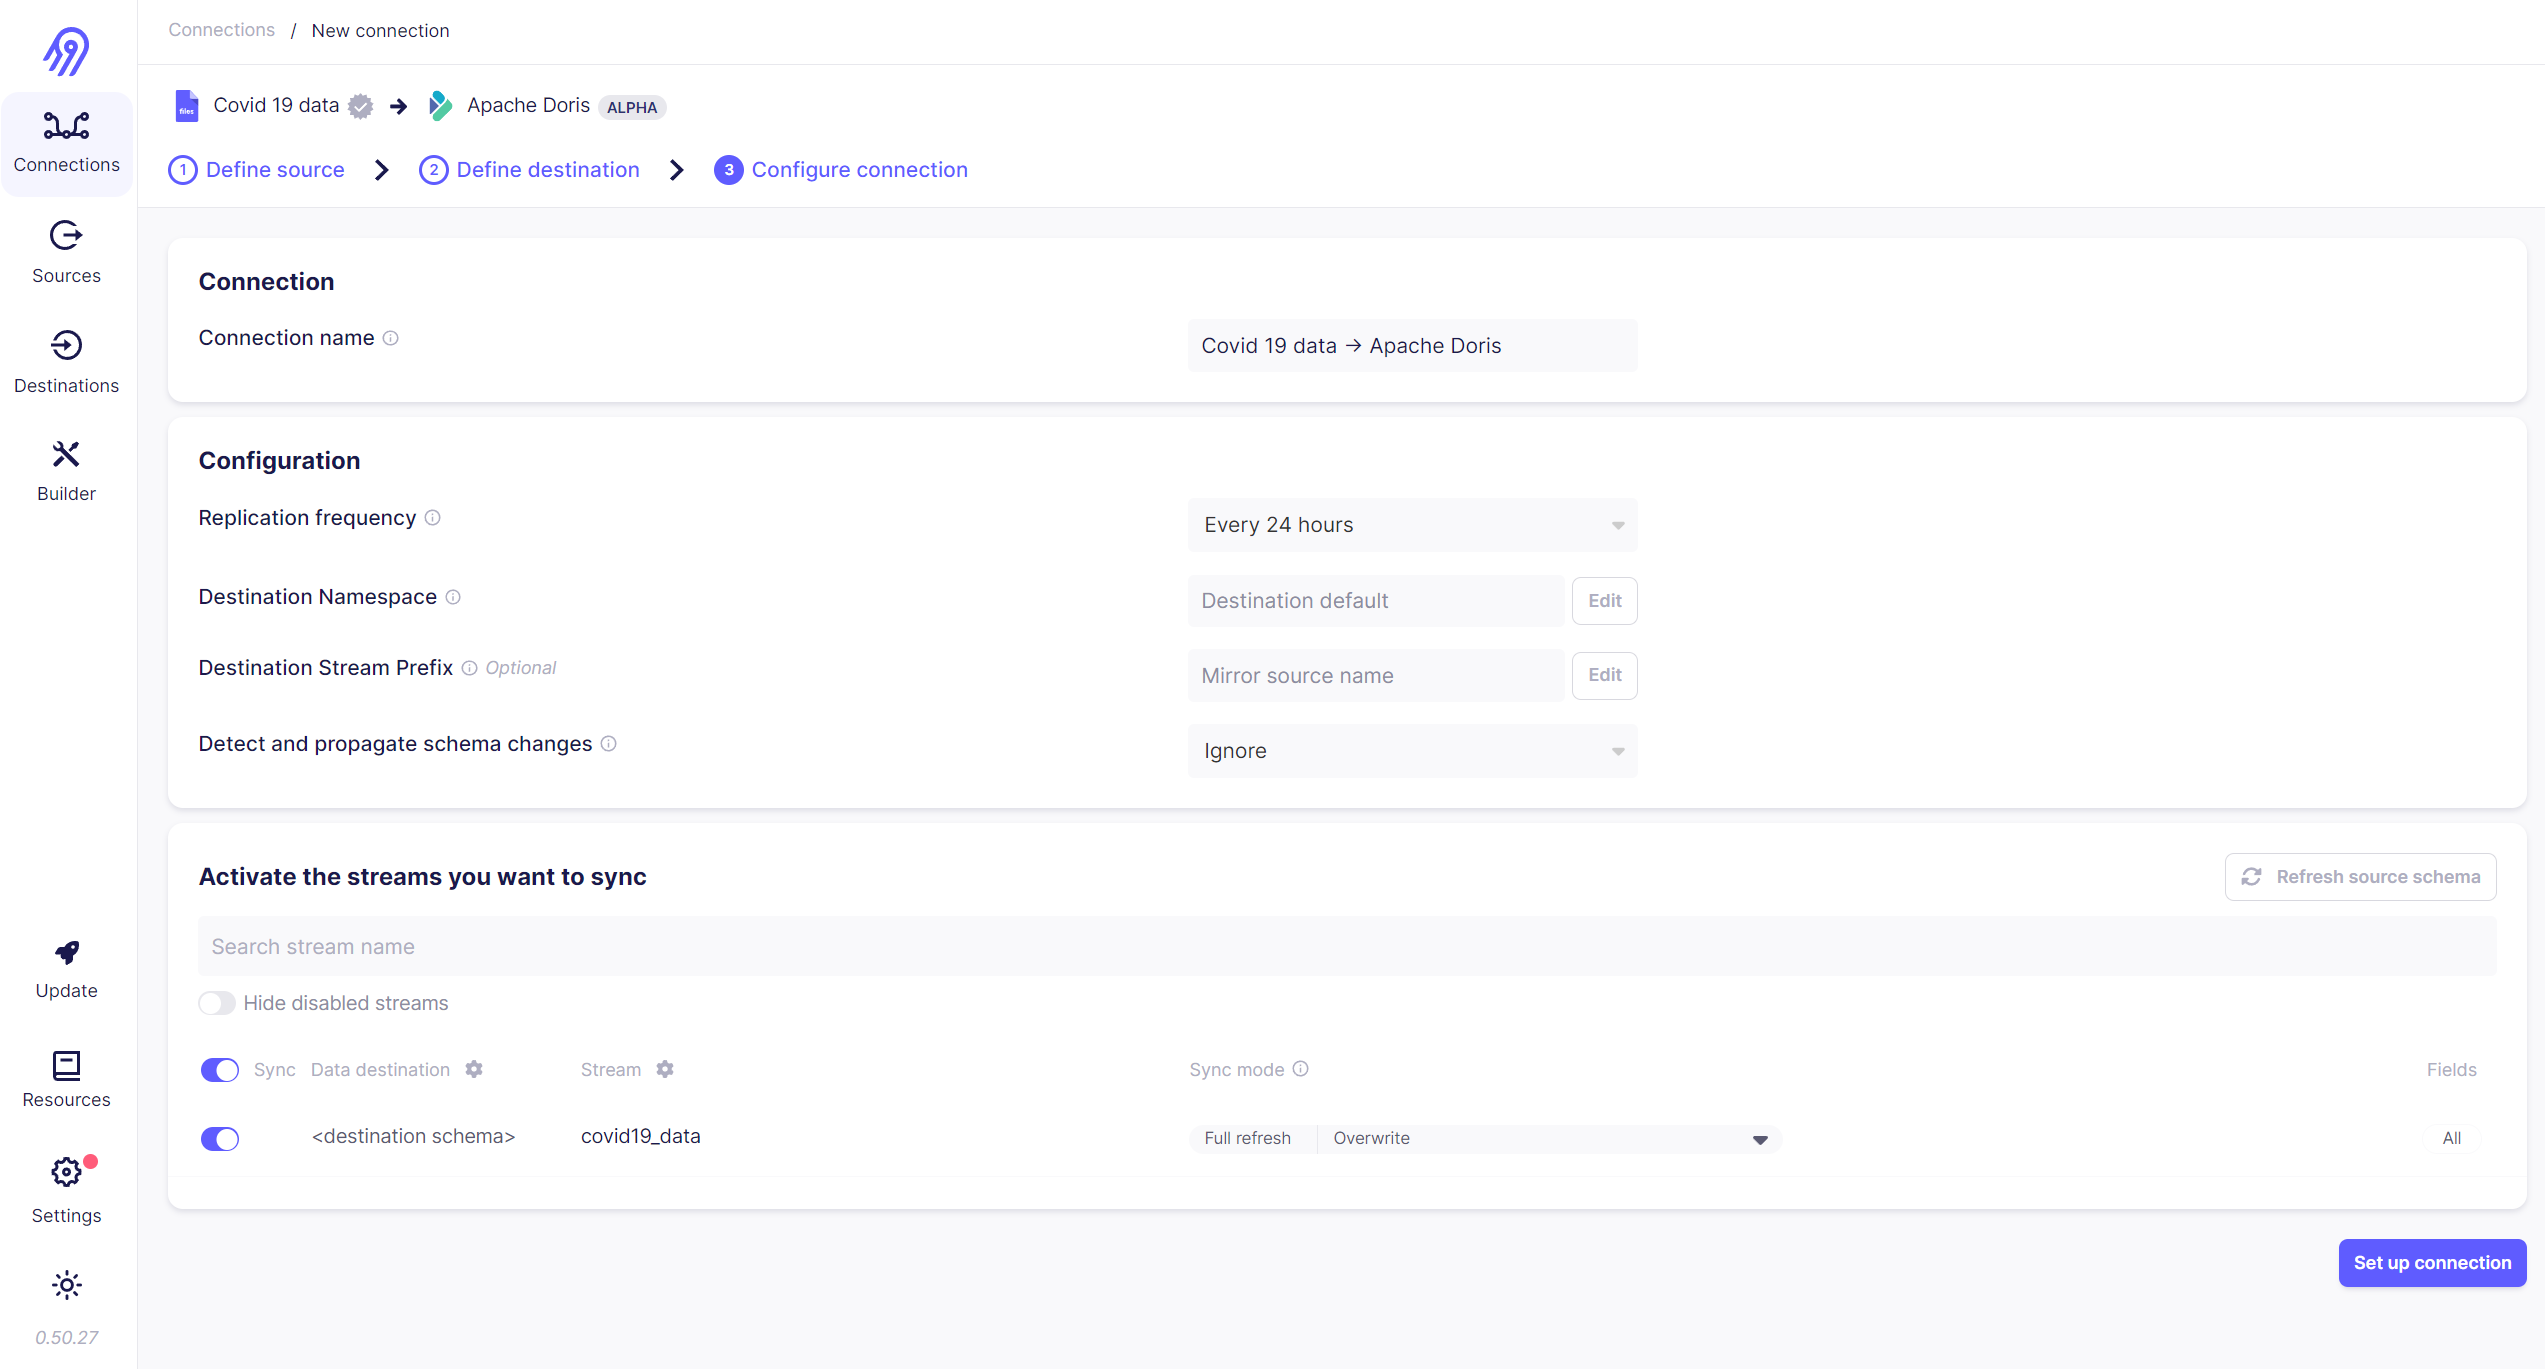 Connections / New connection
files Covid 19 data → Apache Doris ALPHA
1 Define source 2 Define destination 3 Configure connection
Connections
Sources
Destinations
Builder
Update
Resources
Settings
0.50.27
Connection
Connection name Covid 19 data → Apache Doris
Configuration
Replication frequency Every 24 hours
Destination Namespace Destination default Edit
Destination Stream Prefix Optional Mirror source name Edit
Detect and propagate schema changes Ignore
Activate the streams you want to sync Refresh source schema
Search stream name
Hide disabled streams
Sync Data destination Stream Sync mode Fields
<destination schema> covid19_data Full refresh Overwrite All
Set up connection